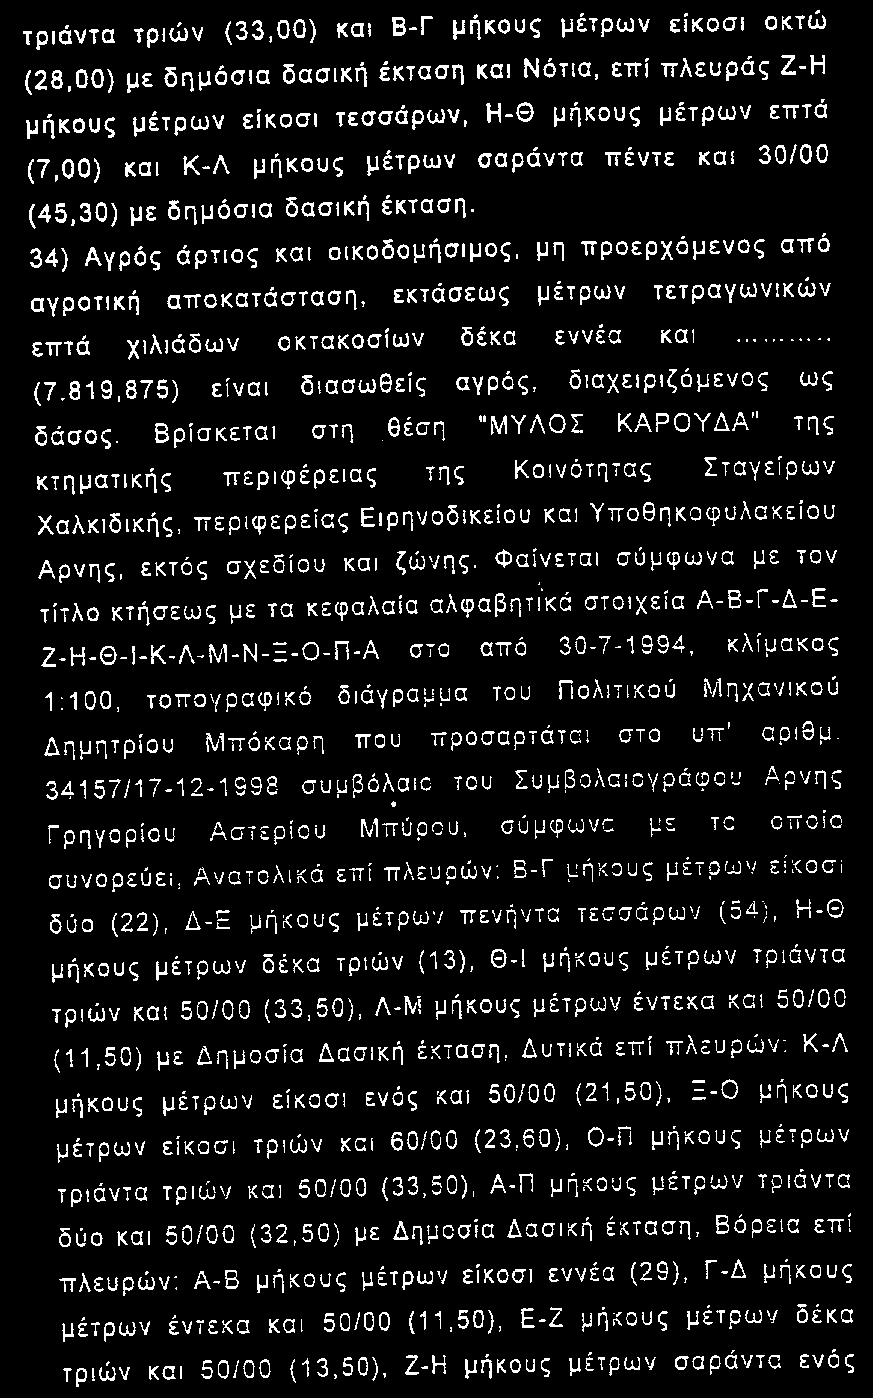 τριάντα τριών (33,00) και Β-Γ μήκους μέτρων είκοσι οκτώ
(28,00) με δημόσια δασική έκταση και Νότια, επί πλευράς Ζ-Η
μήκους μέτρων είκοσι τεσσάρων, Η-Θ μήκους μέτρων επτά
(7,00) και Κ-Λ μήκους μέτρων σαράντα πέντε και 30/00
(45,30) με δημόσια δασική έκταση.
34) Αγρός άρτιος και οικοδομήσιμος, μη προερχόμενος από
αγροτική αποκατάσταση, εκτάσεως μέτρων τετραγωνικών
επτά χιλιάδων οκτακοσίων δέκα εννέα και ...........
(7.819,875) είναι διασωθείς αγρός, διαχειριζόμενος ως
δάσος. Βρίσκεται στη θέση "ΜΥΛΟΣ ΚΑΡΟΥΔΑ" της
κτηματικής περιφέρειας της Κοινότητας Σταγείρων
Χαλκιδικής, περιφερείας Ειρηνοδικείου και Υποθηκοφυλακείου
Αρνης, εκτός σχεδίου και ζώνης. Φαίνεται σύμφωνα με τον
τίτλο κτήσεως με τα κεφαλαία αλφαβητικά στοιχεία Α-Β-Γ-Δ-Ε-
Ζ-Η-Θ-Ι-Κ-Λ-Μ-Ν-Ξ-Ο-Π-Α στο από 30-7-1994, κλίμακος
1:100, τοπογραφικό διάγραμμα του Πολιτικού Μηχανικού
Δημητρίου Μπόκαρη που προσαρτάται στο υπ' αριθμ.
34157/17-12-1998 συμβόλαιο του Συμβολαιογράφου Αρνης
Γρηγορίου Αστερίου Μπύρου, σύμφωνα με το οποίο
συνορεύει, Ανατολικά επί πλευρών: Β-Γ μήκους μέτρων είκοσι
δύο (22), Δ-Ε μήκους μέτρων πενήντα τεσσάρων (54), Η-Θ
μήκους μέτρων δέκα τριών (13), Θ-Ι μήκους μέτρων τριάντα
τριών και 50/00 (33,50), Λ-Μ μήκους μέτρων έντεκα και 50/00
(11,50) με Δημοσία Δασική έκταση, Δυτικά επί πλευρών: Κ-Λ
μήκους μέτρων είκοσι ενός και 50/00 (21,50), Ξ-Ο μήκους
μέτρων είκοσι τριών και 60/00 (23,60), Ο-Π μήκους μέτρων
τριάντα τριών και 50/00 (33,50), Α-Π μήκους μέτρων τριάντα
δύο και 50/00 (32,50) με Δημοσία Δασική έκταση, Βόρεια επί
πλευρών: Α-Β μήκους μέτρων είκοσι εννέα (29), Γ-Δ μήκους
μέτρων έντεκα και 50/00 (11,50), Ε-Ζ μήκους μέτρων δέκα
τριών και 50/00 (13,50), Ζ-Η μήκους μέτρων σαράντα ενός